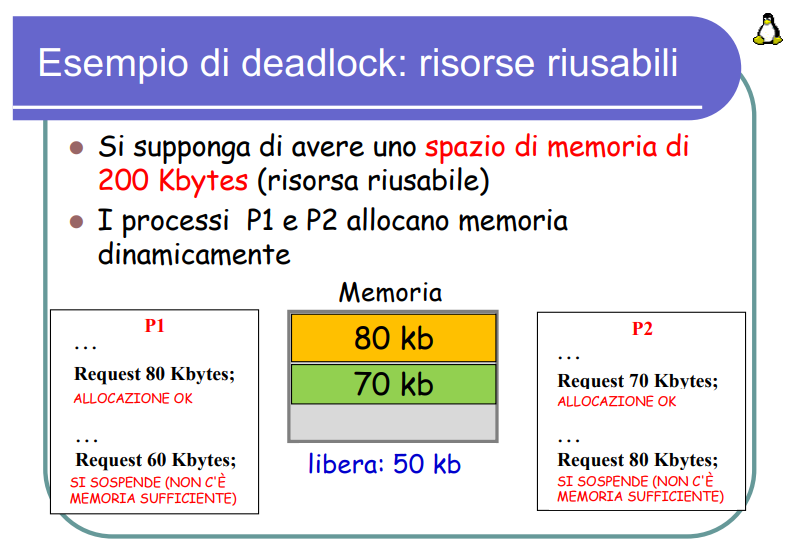 Esempio di deadlock: risorse riusabili
Si supponga di avere uno spazio di memoria di
200 Kbytes (risorsa riusabile)
I processi P1 e P2 allocano memoria
dinamicamente
Memoria
P1
...
Request 80 Kbytes;
ALLOCAZIONE OK
...
Request 60 Kbytes;
SI SOSPENDE (NON C'È
MEMORIA SUFFICIENTE)
80 kb
70 kb
libera: 50 kb
P2
...
Request 70 Kbytes;
ALLOCAZIONE OK
...
Request 80 Kbytes;
SI SOSPENDE (NON C'È
MEMORIA SUFFICIENTE)